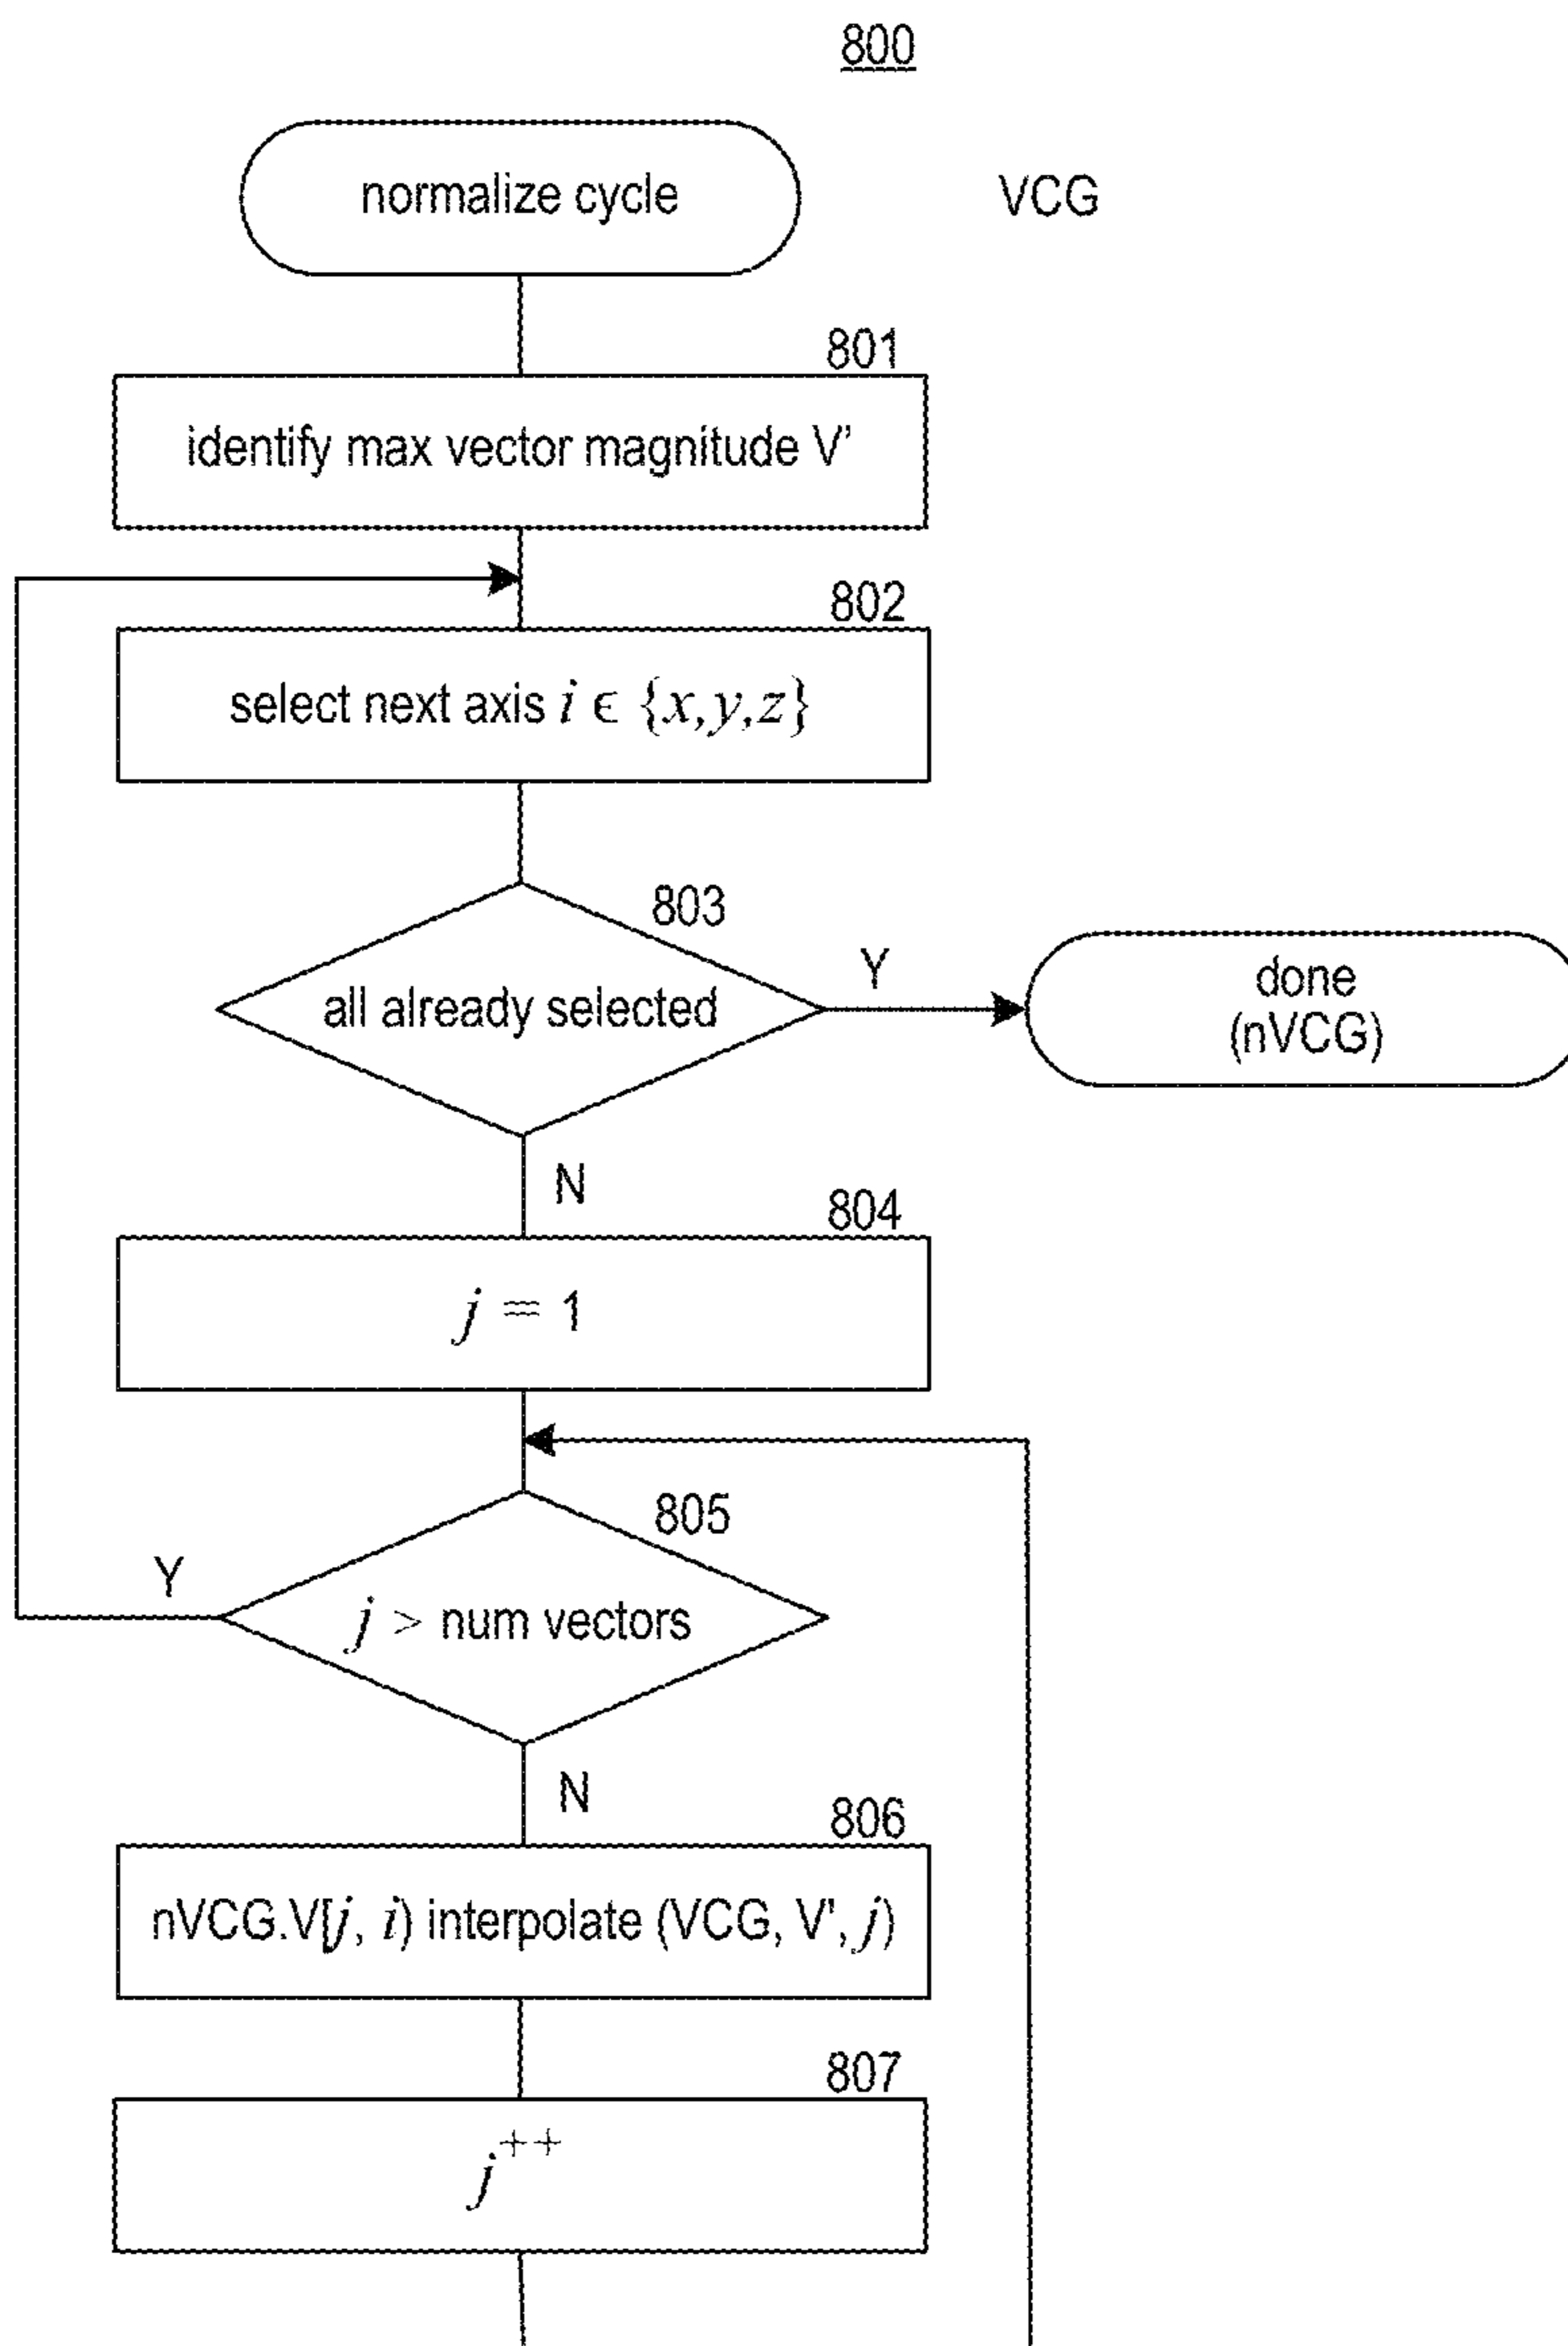 800
normalize cycle
VCG
801
identify max vector magnitude V'
802
select next axis i ϵ {x,y,z}
803
all already selected
Y
done
(nVCG)
N
804
j = 1
805
Y
j > num vectors
N
806
nVCG.V[j, i) interpolate (VCG, V', j)
807
j++